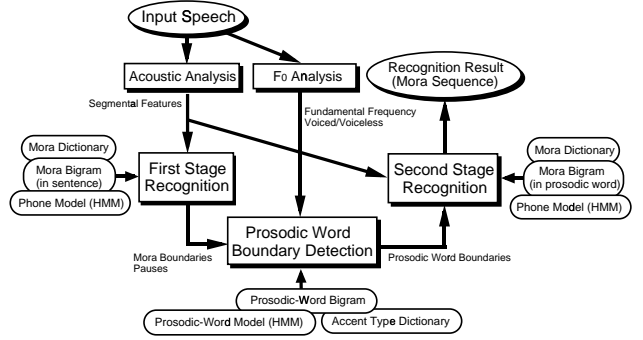 Input Speech
Acoustic Analysis
F0 Analysis
Recognition Result
(Mora Sequence)
Segmental Features
Fundamental Frequency
Voiced/Voiceless
Mora Dictionary
Mora Bigram
(in sentence)
Phone Model (HMM)
First Stage
Recognition
Second Stage
Recognition
Mora Dictionary
Mora Bigram
(in prosodic word)
Phone Model (HMM)
Prosodic Word
Boundary Detection
Mora Boundaries
Pauses
Prosodic Word Boundaries
Prosodic-Word Bigram
Prosodic-Word Model (HMM)
Accent Type Dictionary